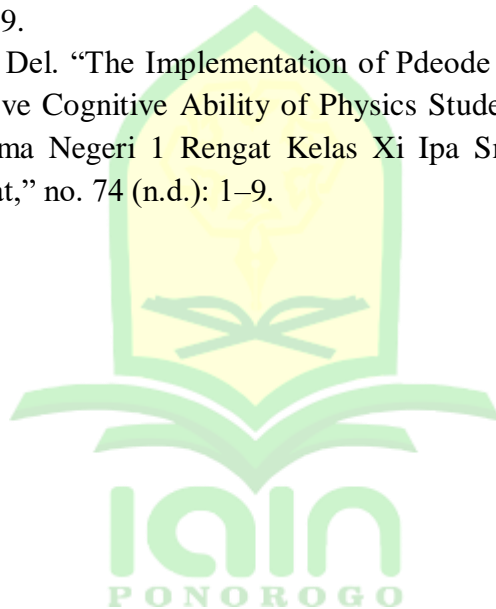 9.
Del. “The Implementation of Pdeode
ve Cognitive Ability of Physics Stude
ma Negeri 1 Rengat Kelas Xi Ipa Sr
at,” no. 74 (n.d.): 1–9.
iain
PONOROGO